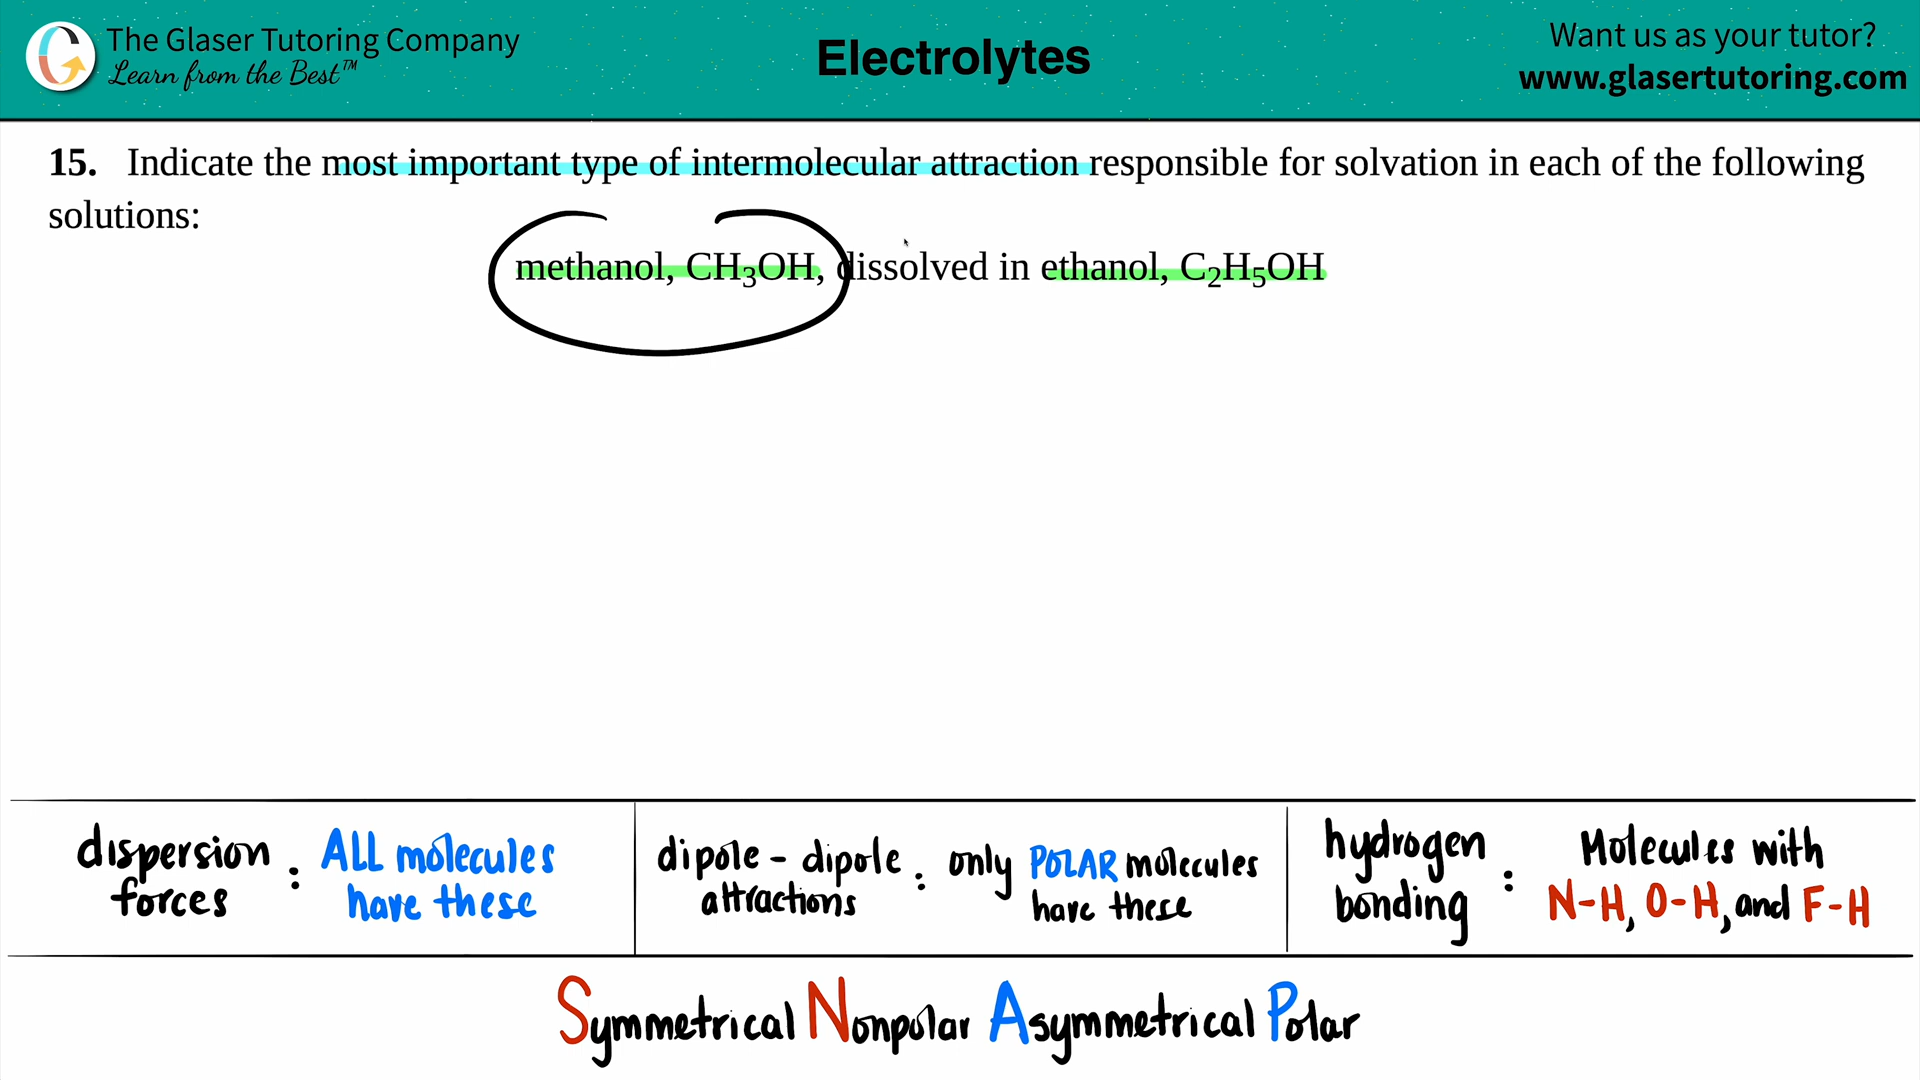 The Glaser Tutoring Company
Learn from the Best™
Electrolytes
Want us as your tutor?
www.glasertutoring.com
15. Indicate the most important type of intermolecular attraction responsible for solvation in each of the following
solutions:
methanol, CH₃OH, dissolved in ethanol, C₂H₅OH
dispersion forces : ALL molecules have these
dipole - dipole attractions : only POLAR molecules have these
hydrogen bonding : Molecules with N-H, O-H, and F-H
Symmetrical Nonpolar Asymmetrical Polar